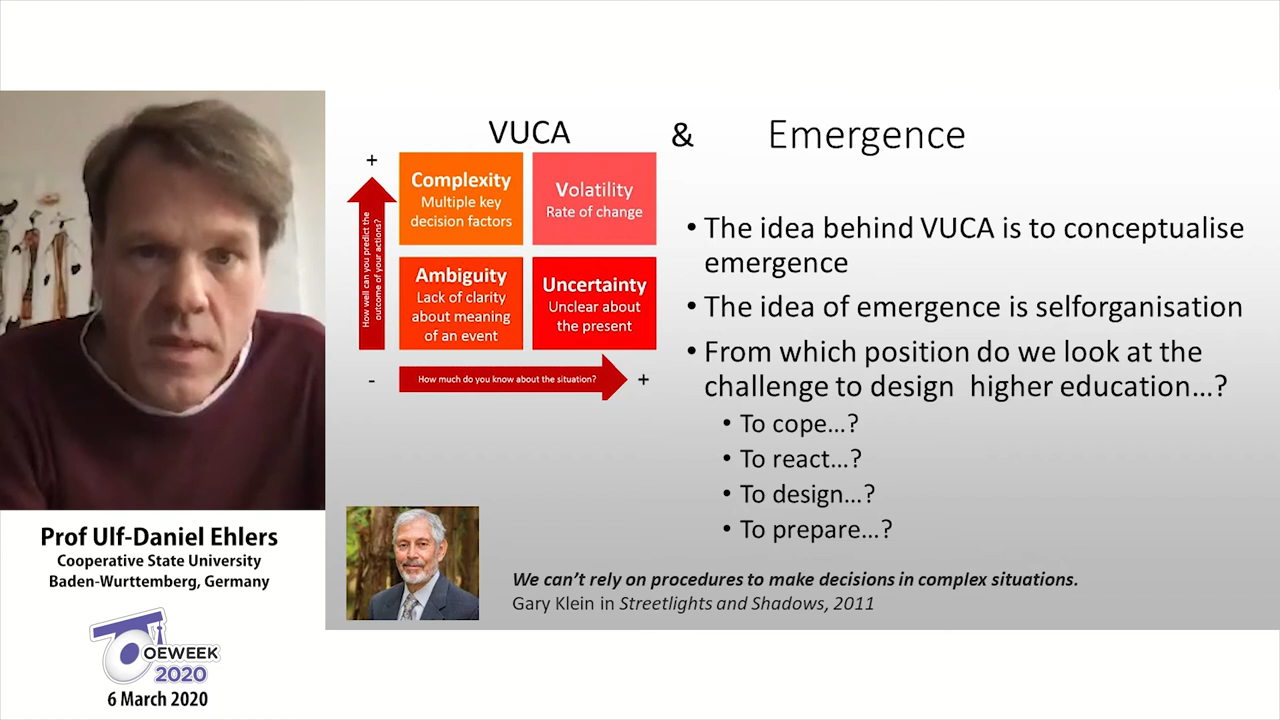 VUCA & Emergence
+
Complexity
Multiple key
decision factors
Volatility
Rate of change
How well can you predict the
outcome of your actions?
Ambiguity
Lack of clarity
about meaning
of an event
Uncertainty
Unclear about
the present
-
How much do you know about the situation?
+
• The idea behind VUCA is to conceptualise
emergence
• The idea of emergence is selforganisation
• From which position do we look at the
challenge to design higher education...?
• To cope...?
• To react...?
• To design...?
• To prepare...?
We can't rely on procedures to make decisions in complex situations.
Gary Klein in Streetlights and Shadows, 2011
Prof Ulf-Daniel Ehlers
Cooperative State University
Baden-Wurttemberg, Germany
OEWEEK
2020
6 March 2020